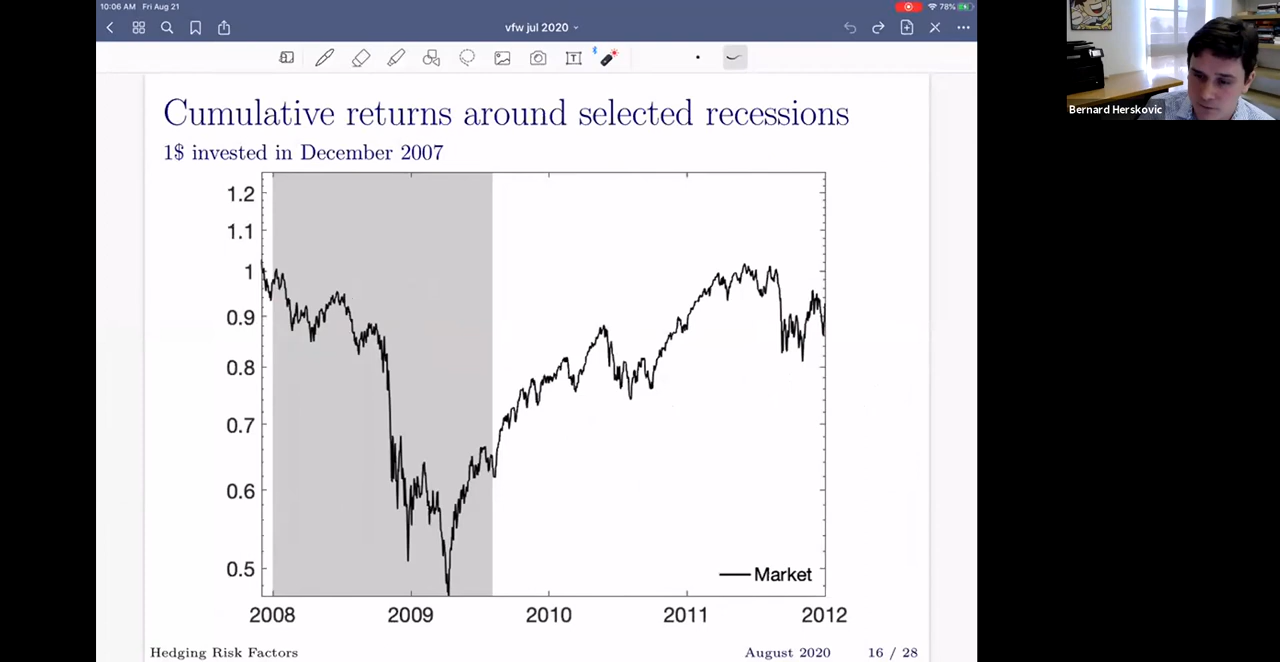 10:06 AM Fri Aug 21
78%
vfw jul 2020
T
Bernard Herskovic
Cumulative returns around selected recessions
1$ invested in December 2007
1.2
1.1
1
0.9
0.8
0.7
0.6
0.5
Market
2008 2009 2010 2011 2012
Hedging Risk Factors August 2020 16 / 28